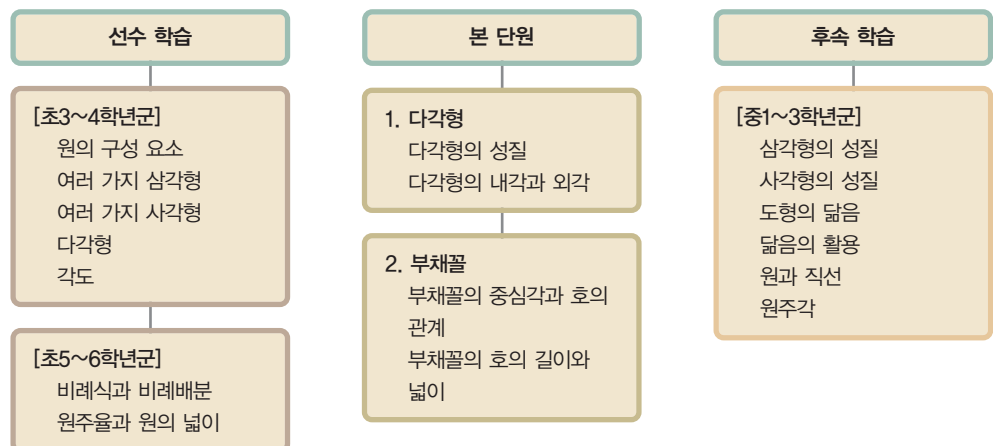 선수 학습
[초3~4학년군]
원의 구성 요소
여러 가지 삼각형
여러 가지 사각형
다각형
각도
[초5~6학년군]
비례식과 비례배분
원주율과 원의 넓이
본 단원
1. 다각형
다각형의 성질
다각형의 내각과 외각
2. 부채꼴
부채꼴의 중심각과 호의
관계
부채꼴의 호의 길이와
넓이
후속 학습
[중1~3학년군]
삼각형의 성질
사각형의 성질
도형의 닮음
닮음의 활용
원과 직선
원주각